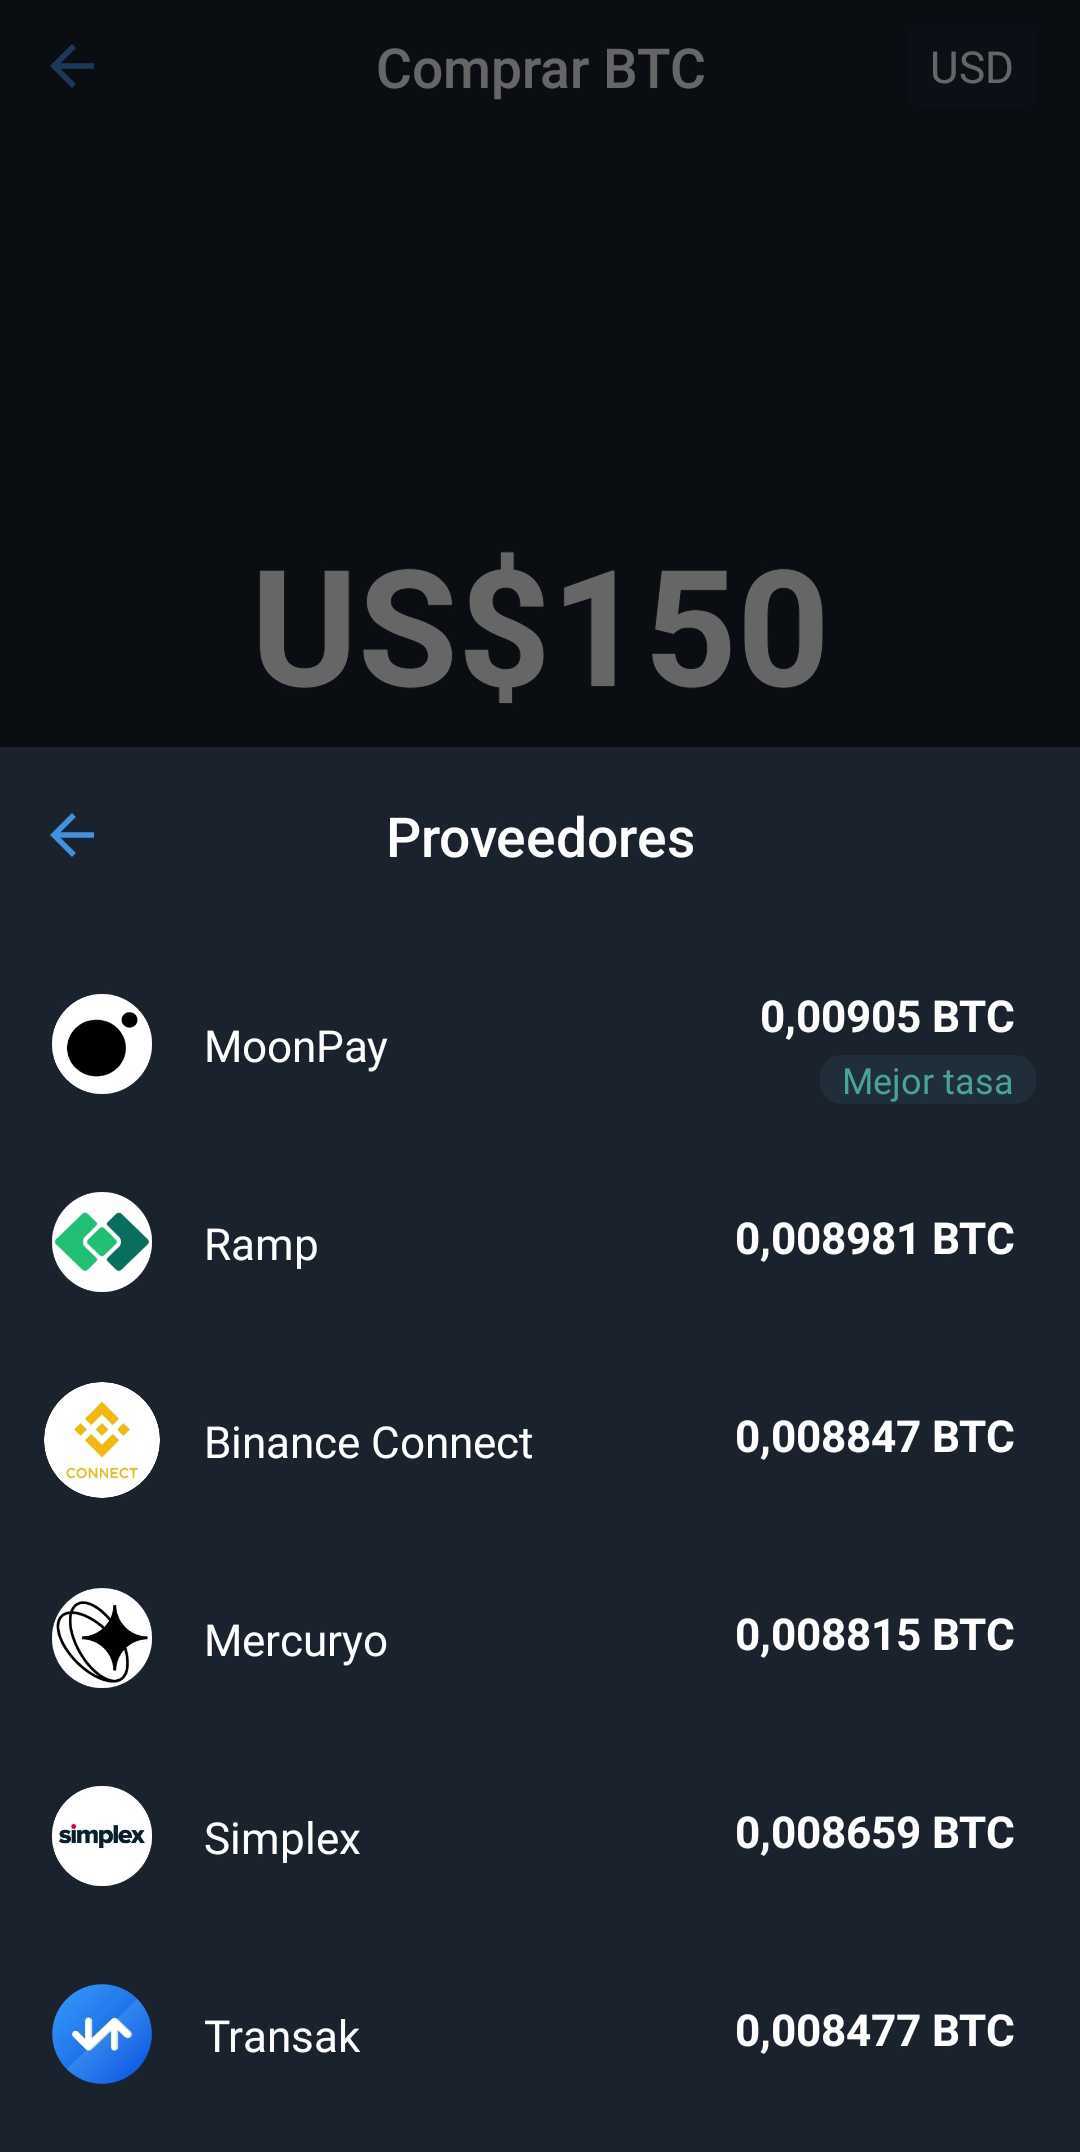 Comprar BTC
USD
US$150
Proveedores
MoonPay
0,00905 BTC
Mejor tasa
Ramp
0,008981 BTC
CONNECT
Binance Connect
0,008847 BTC
Mercuryo
0,008815 BTC
simplex
Simplex
0,008659 BTC
Transak
0,008477 BTC